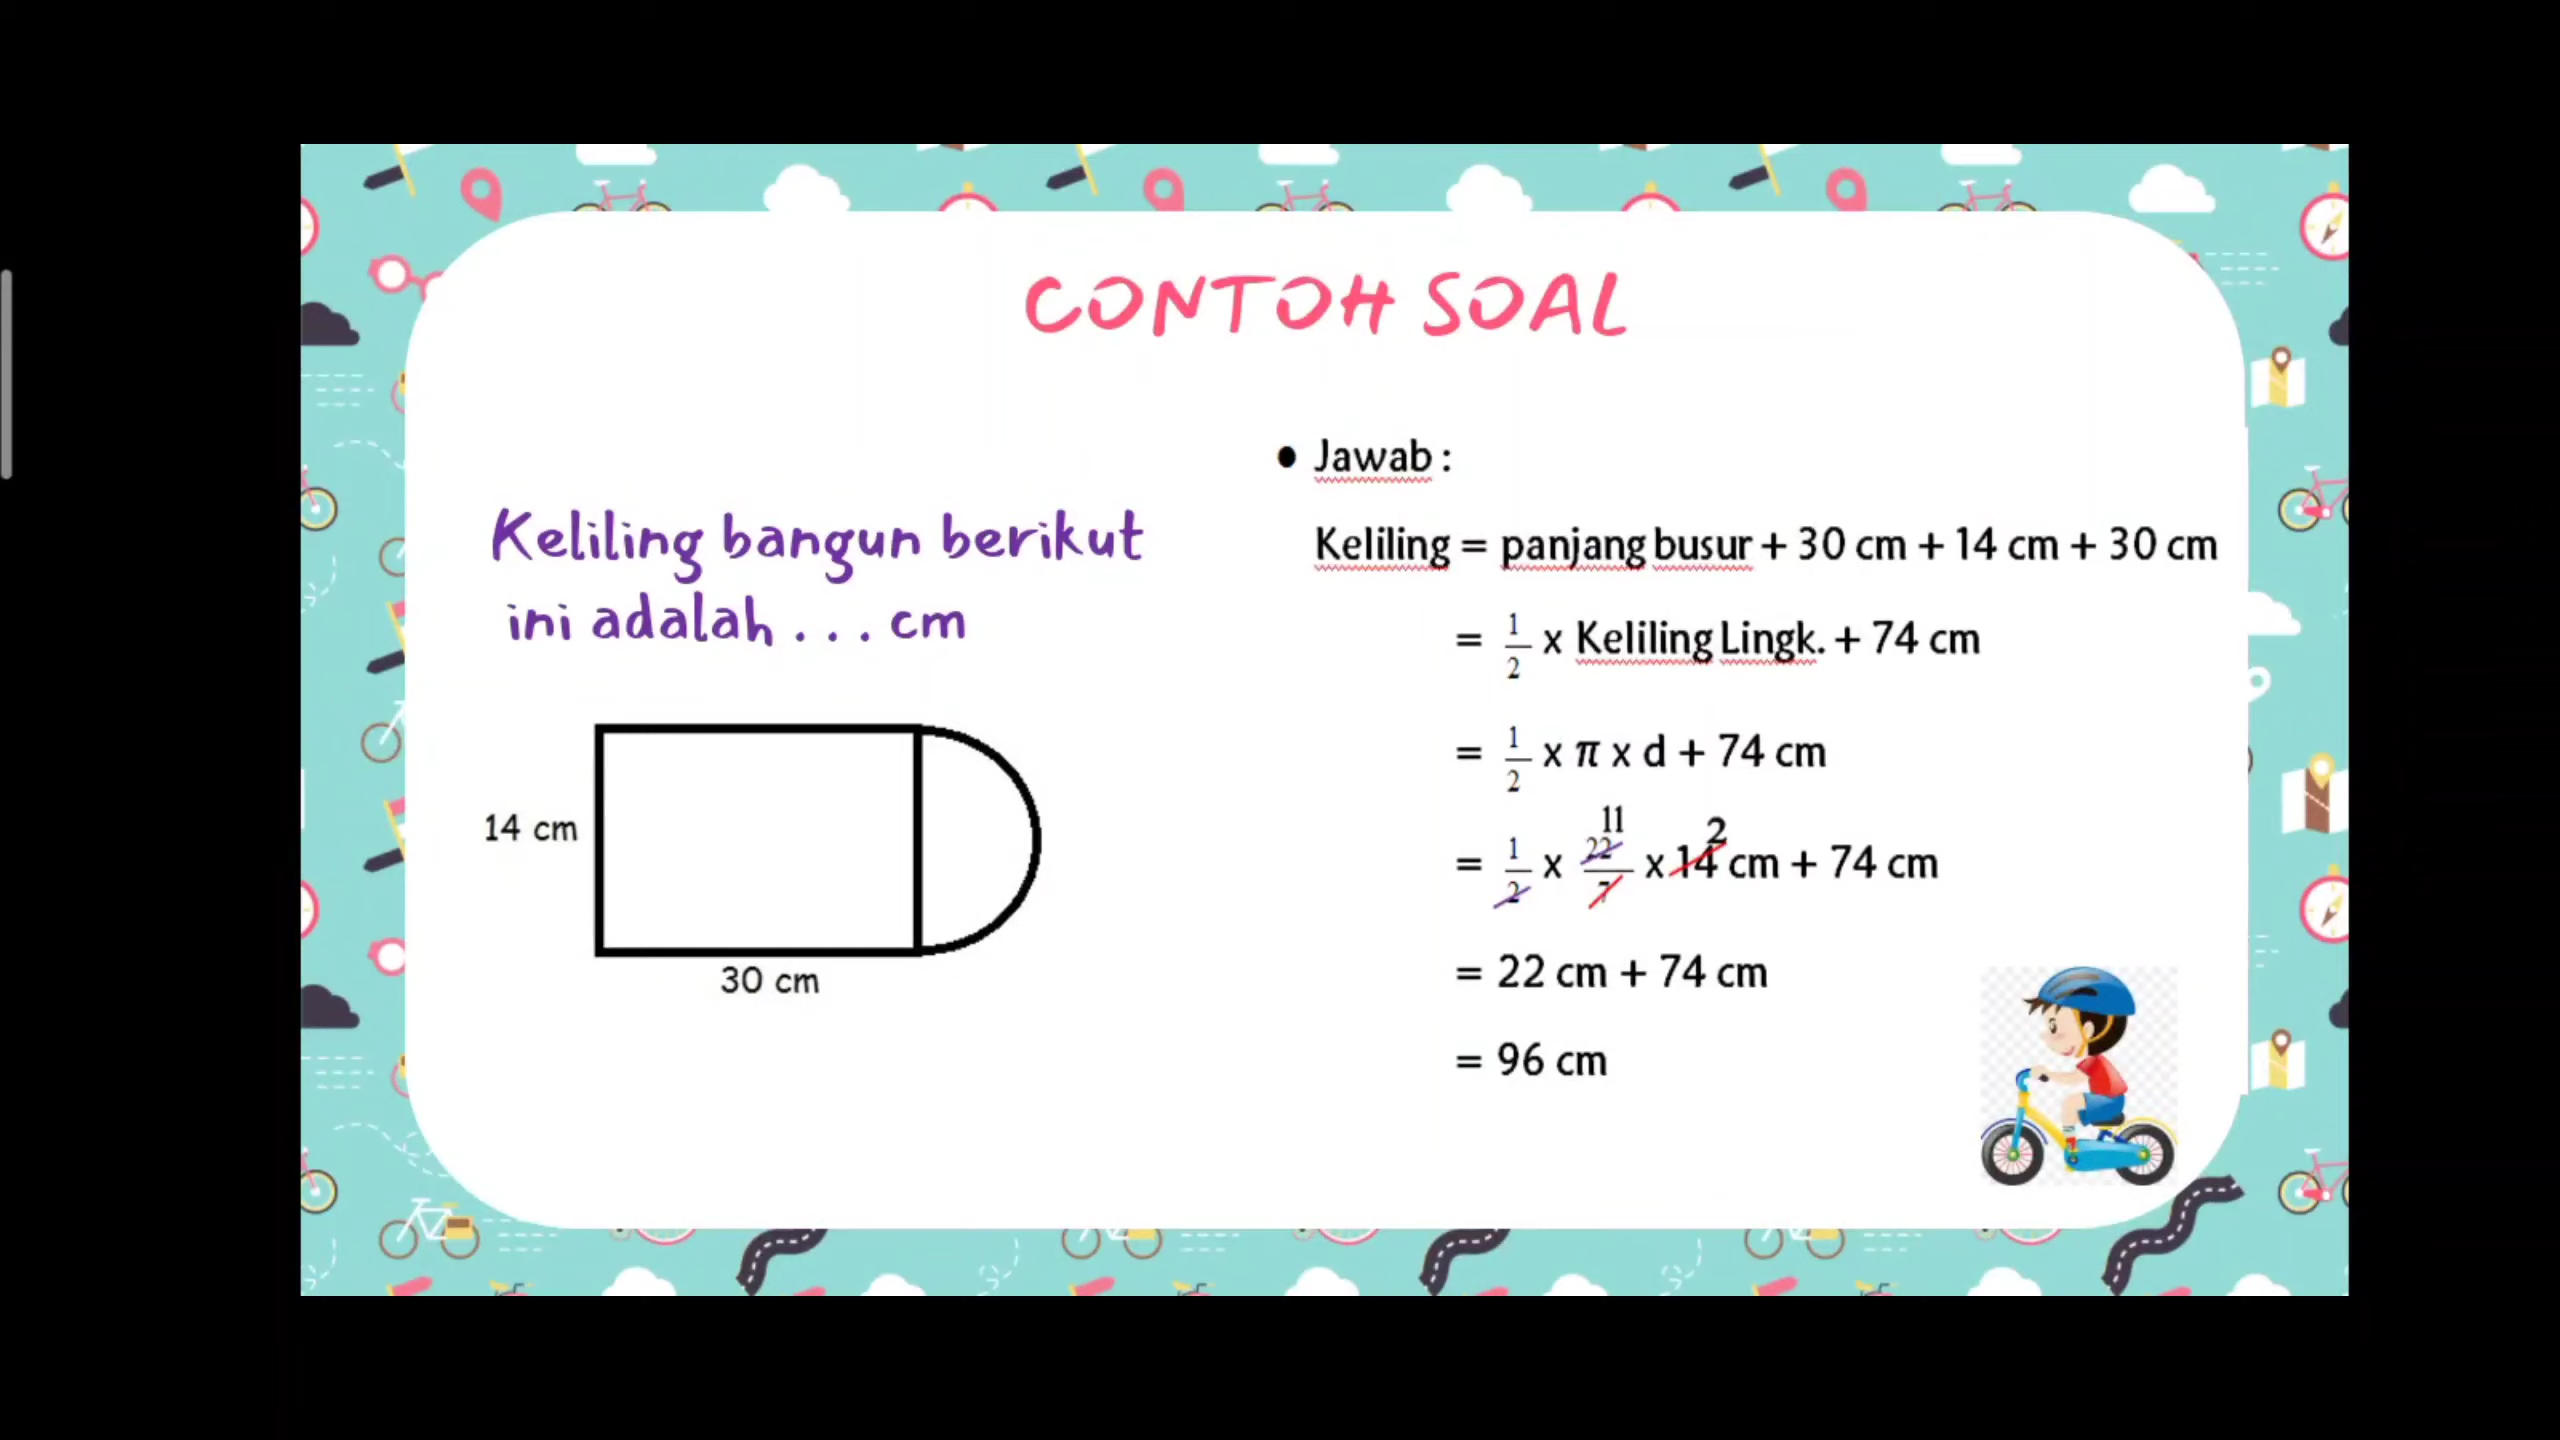 CONTOH SOAL
Keliling bangun berikut
ini adalah . . . cm
14 cm
30 cm
• Jawab :
Keliling = panjang busur + 30 cm + 14 cm + 30 cm
= 1/2 x Keliling Lingk. + 74 cm
= 1/2 x π x d + 74 cm
11 2
= 1/2 x 22/7 x 14 cm + 74 cm
= 22 cm + 74 cm
= 96 cm